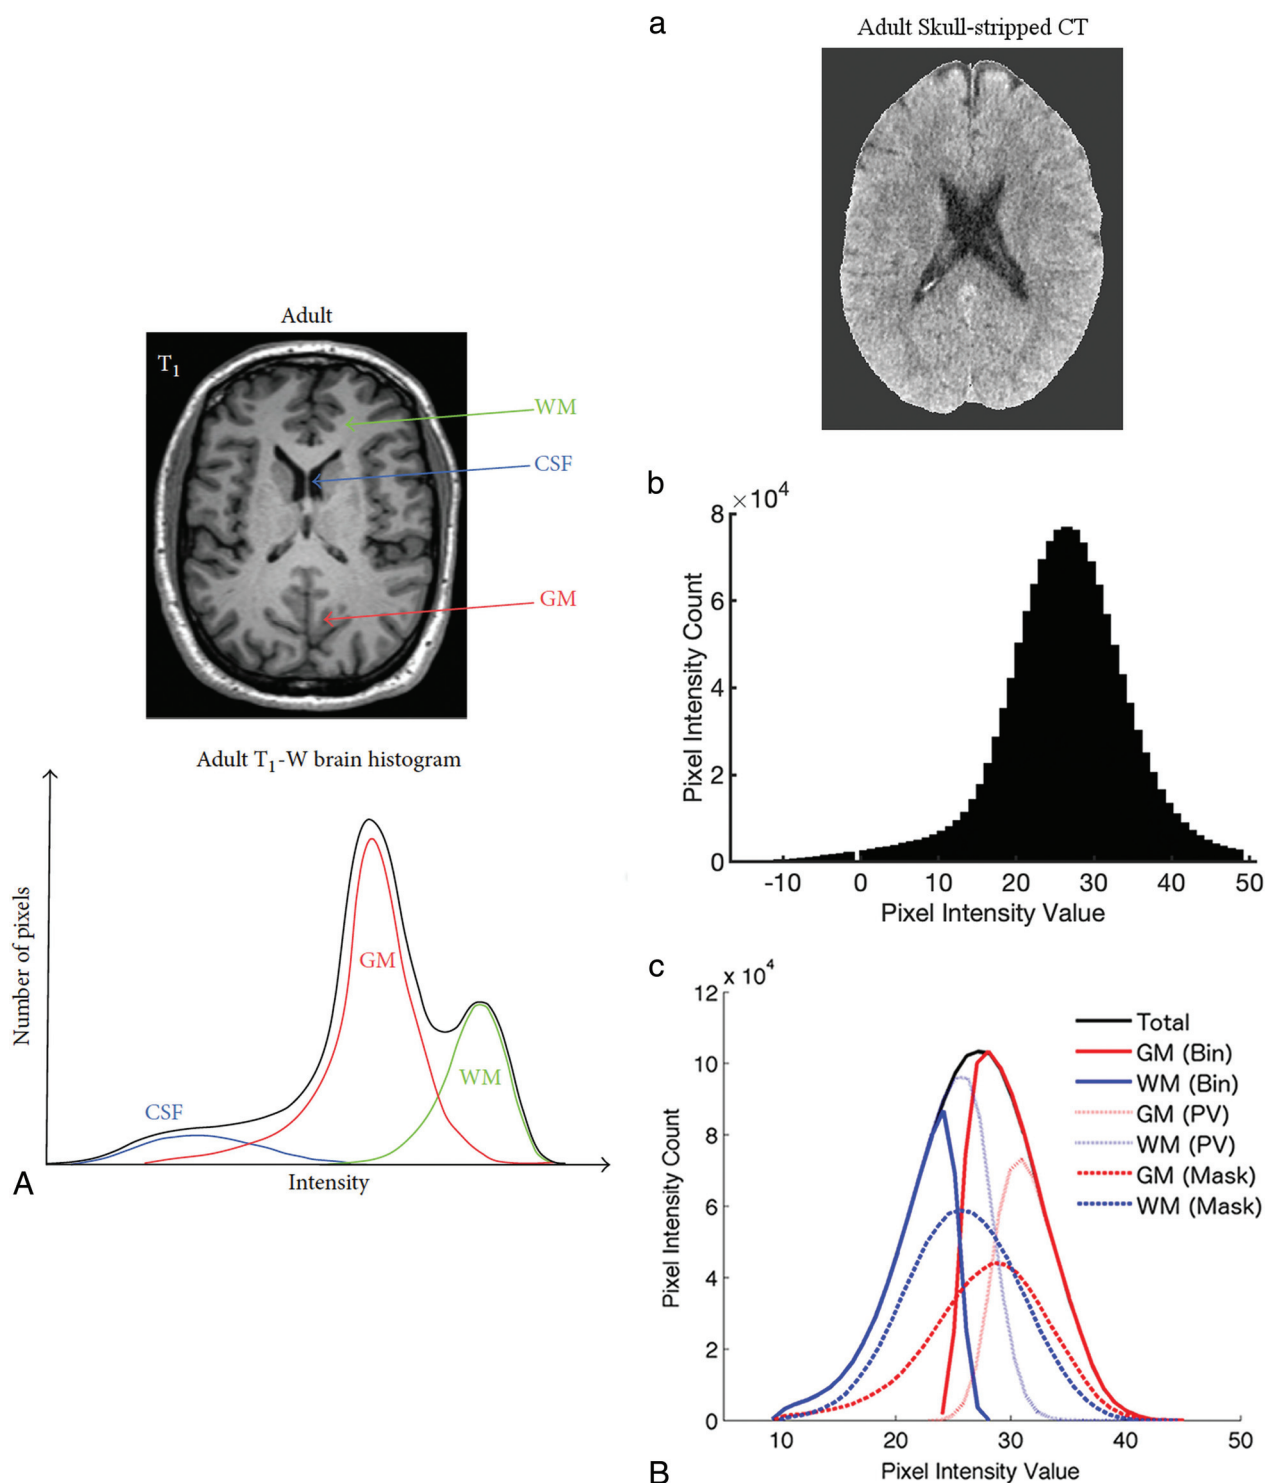 Adult
T1
WM
CSF
GM
Adult T1-W brain histogram
Number of pixels
CSF
GM
WM
Intensity
A
a
Adult Skull-stripped CT
b
×10^4
8
6
4
2
0
Pixel Intensity Count
-10 0 10 20 30 40 50
Pixel Intensity Value
c
x 10^4
12
10
8
6
4
2
0
Pixel Intensity Count
Total
GM (Bin)
WM (Bin)
GM (PV)
WM (PV)
GM (Mask)
WM (Mask)
10 20 30 40 50
Pixel Intensity Value
B